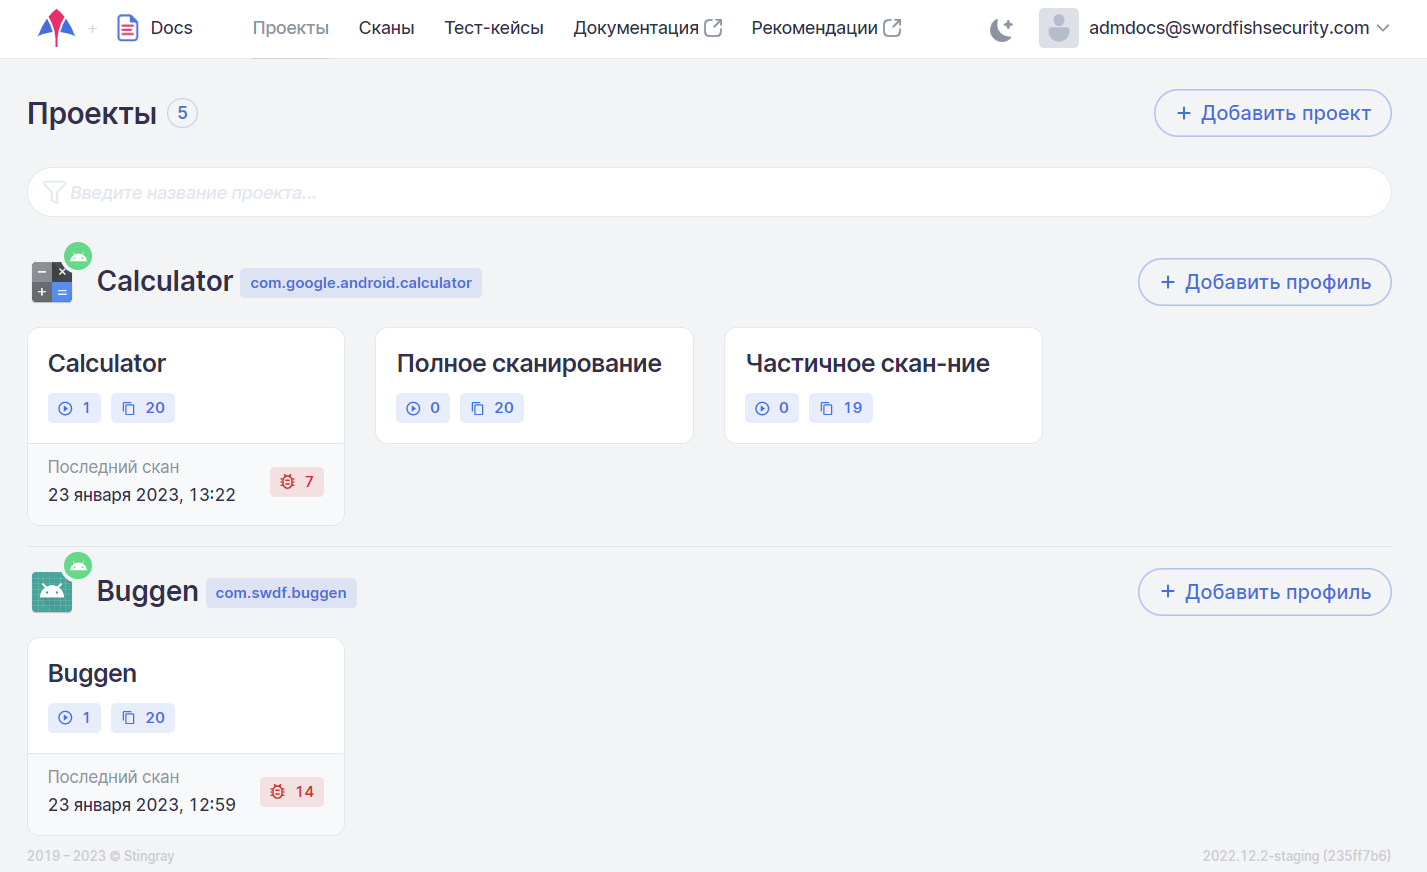 Docs
Проекты
Сканы
Тест-кейсы
Документация
Рекомендации
admdocs@swordfishsecurity.com
Проекты 5
+ Добавить проект
Введите название проекта...
Calculator com.google.android.calculator
+ Добавить профиль
Calculator
1 20
Последний скан
23 января 2023, 13:22
7
Полное сканирование
0 20
Частичное скан-ние
0 19
Buggen com.swdf.buggen
+ Добавить профиль
Buggen
1 20
Последний скан
23 января 2023, 12:59
14
2019 – 2023 © Stingray
2022.12.2-staging (235ff7b6)